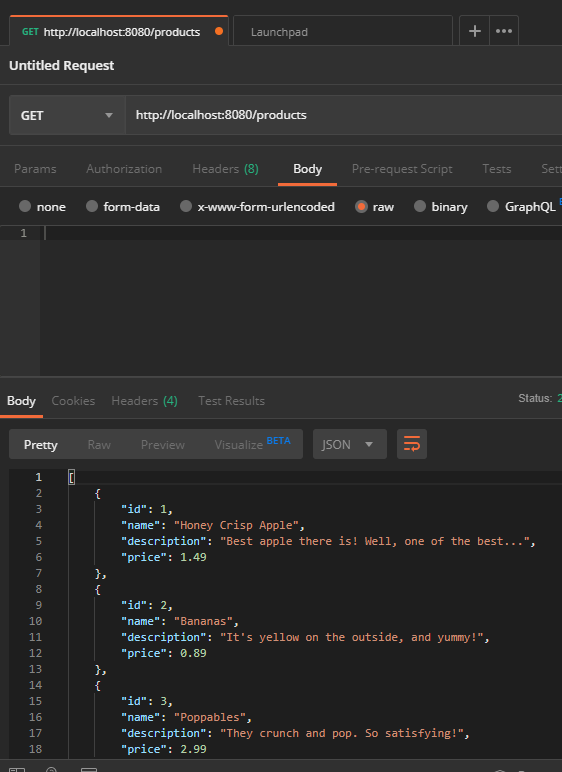 GET http://localhost:8080/products
Launchpad
Untitled Request
GET http://localhost:8080/products
Params Authorization Headers (8) Body Pre-request Script Tests
none form-data x-www-form-urlencoded raw binary GraphQL
1
Body Cookies Headers (4) Test Results Status: 2
Pretty Raw Preview Visualize BETA JSON
1 [
2 {
3 "id": 1,
4 "name": "Honey Crisp Apple",
5 "description": "Best apple there is! Well, one of the best...",
6 "price": 1.49
7 },
8 {
9 "id": 2,
10 "name": "Bananas",
11 "description": "It's yellow on the outside, and yummy!",
12 "price": 0.89
13 },
14 {
15 "id": 3,
16 "name": "Poppables",
17 "description": "They crunch and pop. So satisfying!",
18 "price": 2.99